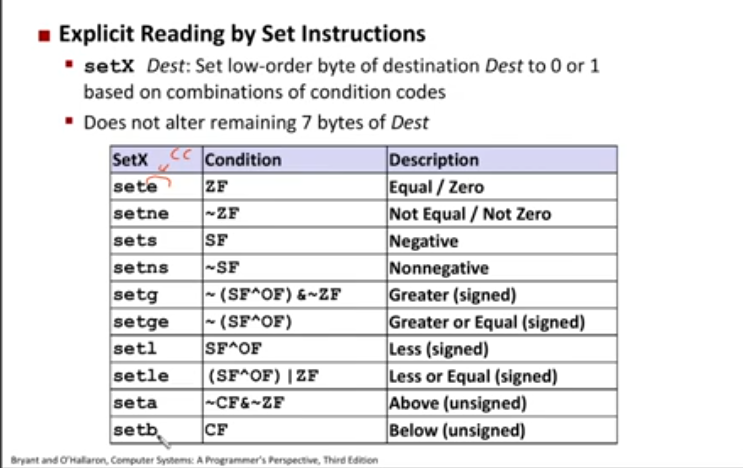 Explicit Reading by Set Instructions
setX Dest: Set low-order byte of destination Dest to 0 or 1
based on combinations of condition codes
Does not alter remaining 7 bytes of Dest
SetX CC Condition Description
sete ZF Equal / Zero
setne ~ZF Not Equal / Not Zero
sets SF Negative
setns ~SF Nonnegative
setg ~(SF^OF)&~ZF Greater (signed)
setge ~(SF^OF) Greater or Equal (signed)
setl SF^OF Less (signed)
setle (SF^OF)|ZF Less or Equal (signed)
seta ~CF&~ZF Above (unsigned)
setb CF Below (unsigned)
Bryant and O'Hallaron, Computer Systems: A Programmer's Perspective, Third Edition